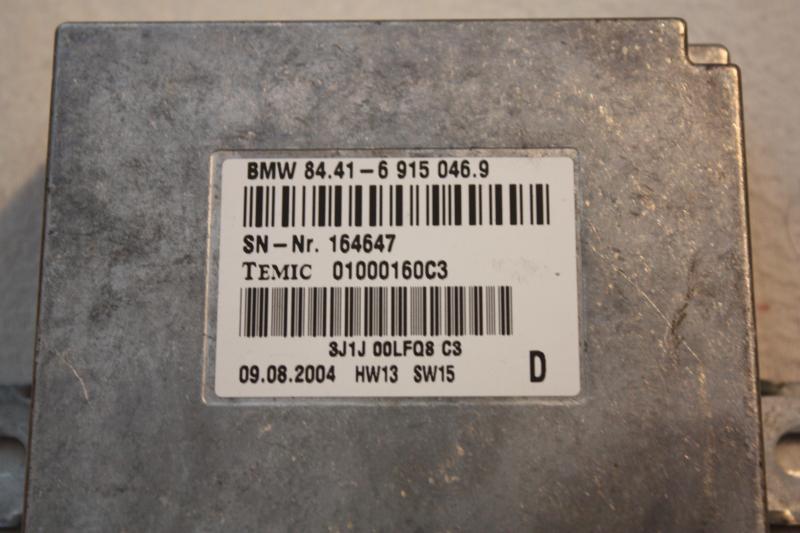 BMW 84.41-6 915 046.9
SN-Nr. 164647
TEMIC 01000160C3
3J1J 00LFQ8 C3
09.08.2004 HW13 SW15 D